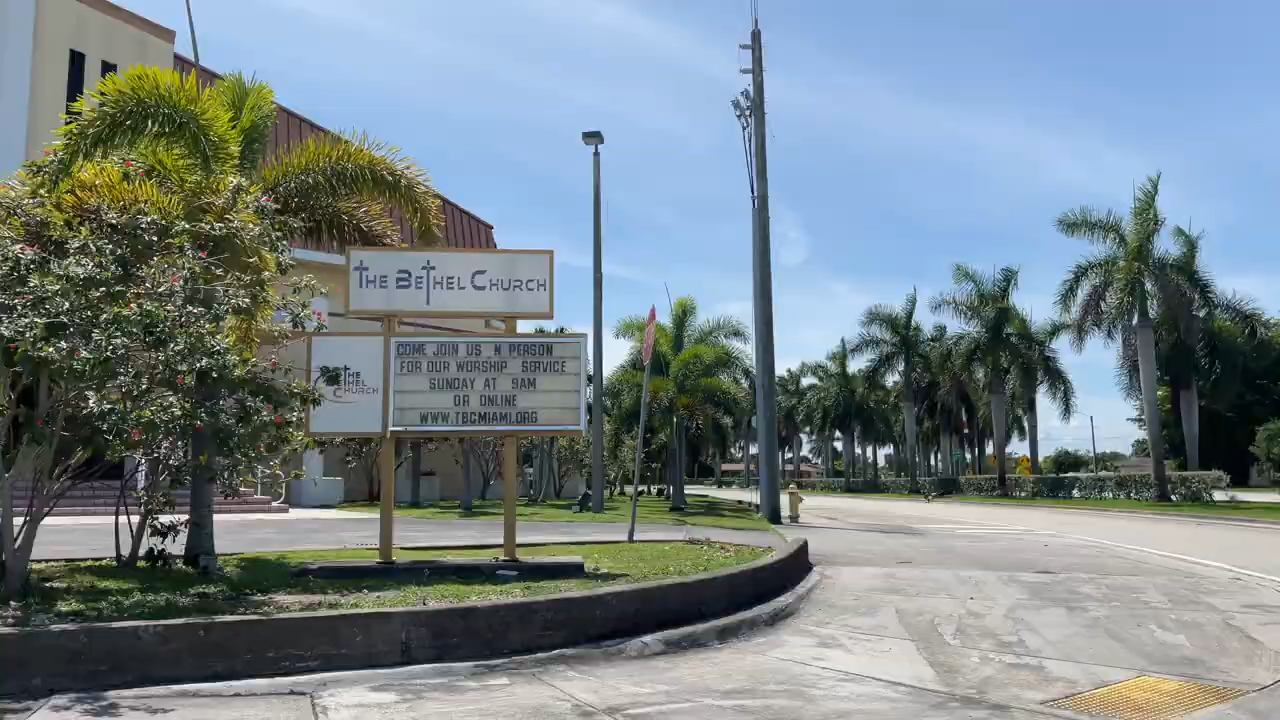 THE BETHEL CHURCH
THE
BETHEL
CHURCH
COME JOIN US N PERSON
FOR OUR WORSHIP SERVICE
SUNDAY AT 9AM
OR ONLINE
WWW.TBCMIAMI.ORG